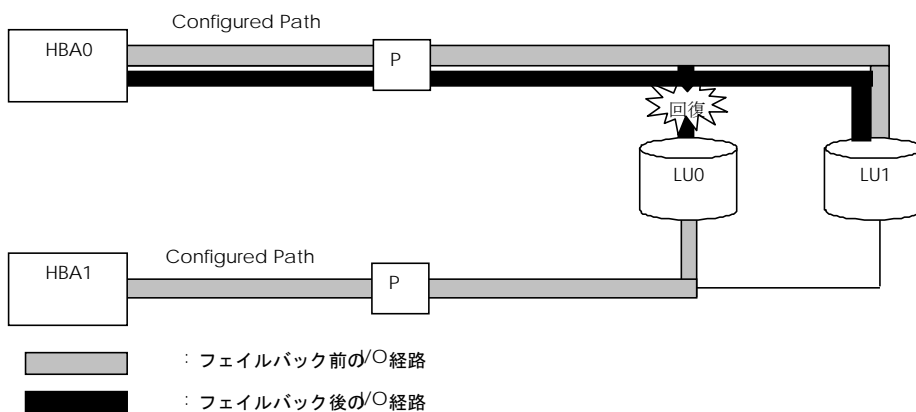 Configured Path
HBA0
P
回復
LU0
LU1
Configured Path
HBA1
P
: フェイルバック前のI/O経路
: フェイルバック後のI/O経路